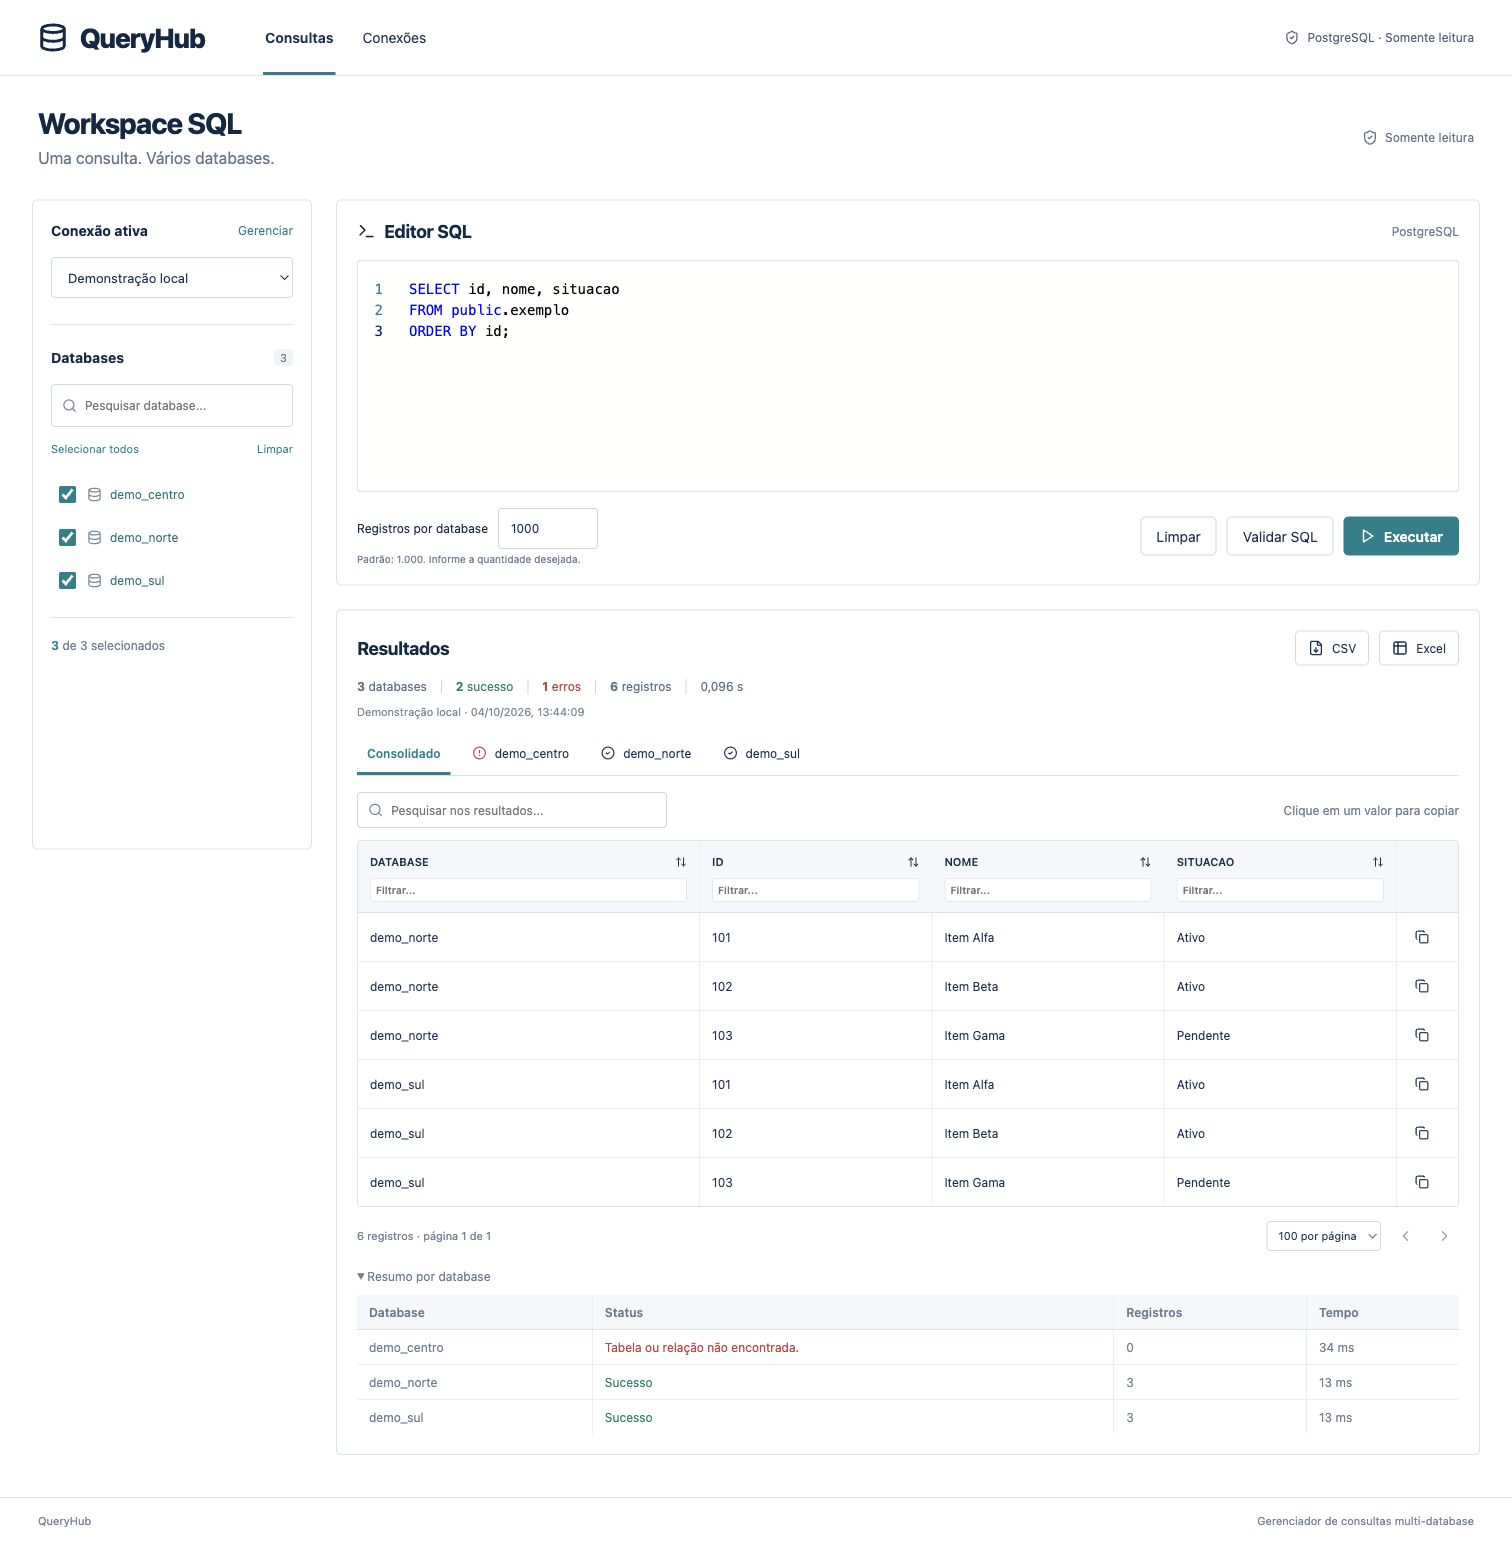 QueryHub
Consultas
Conexões
PostgreSQL · Somente leitura
Workspace SQL
Uma consulta. Vários databases.
Somente leitura
Conexão ativa
Gerenciar
Demonstração local
Databases
3
Pesquisar database...
Selecionar todos
Limpar
demo_centro
demo_norte
demo_sul
3 de 3 selecionados
Editor SQL
PostgreSQL
1 SELECT id, nome, situacao
2 FROM public.exemplo
3 ORDER BY id;
Registros por database 1000
Padrão: 1.000. Informe a quantidade desejada.
Limpar
Validar SQL
Executar
Resultados
CSV
Excel
3 databases 2 sucesso 1 erros 6 registros 0,096 s
Demonstração local · 04/10/2026, 13:44:09
Consolidado demo_centro demo_norte demo_sul
Pesquisar nos resultados...
Clique em um valor para copiar
DATABASE ID NOME SITUACAO
Filtrar... Filtrar... Filtrar... Filtrar...
demo_norte 101 Item Alfa Ativo
demo_norte 102 Item Beta Ativo
demo_norte 103 Item Gama Pendente
demo_sul 101 Item Alfa Ativo
demo_sul 102 Item Beta Ativo
demo_sul 103 Item Gama Pendente
6 registros · página 1 de 1
100 por página
Resumo por database
Database Status Registros Tempo
demo_centro Tabela ou relação não encontrada. 0 34 ms
demo_norte Sucesso 3 13 ms
demo_sul Sucesso 3 13 ms
QueryHub
Gerenciador de consultas multi-database